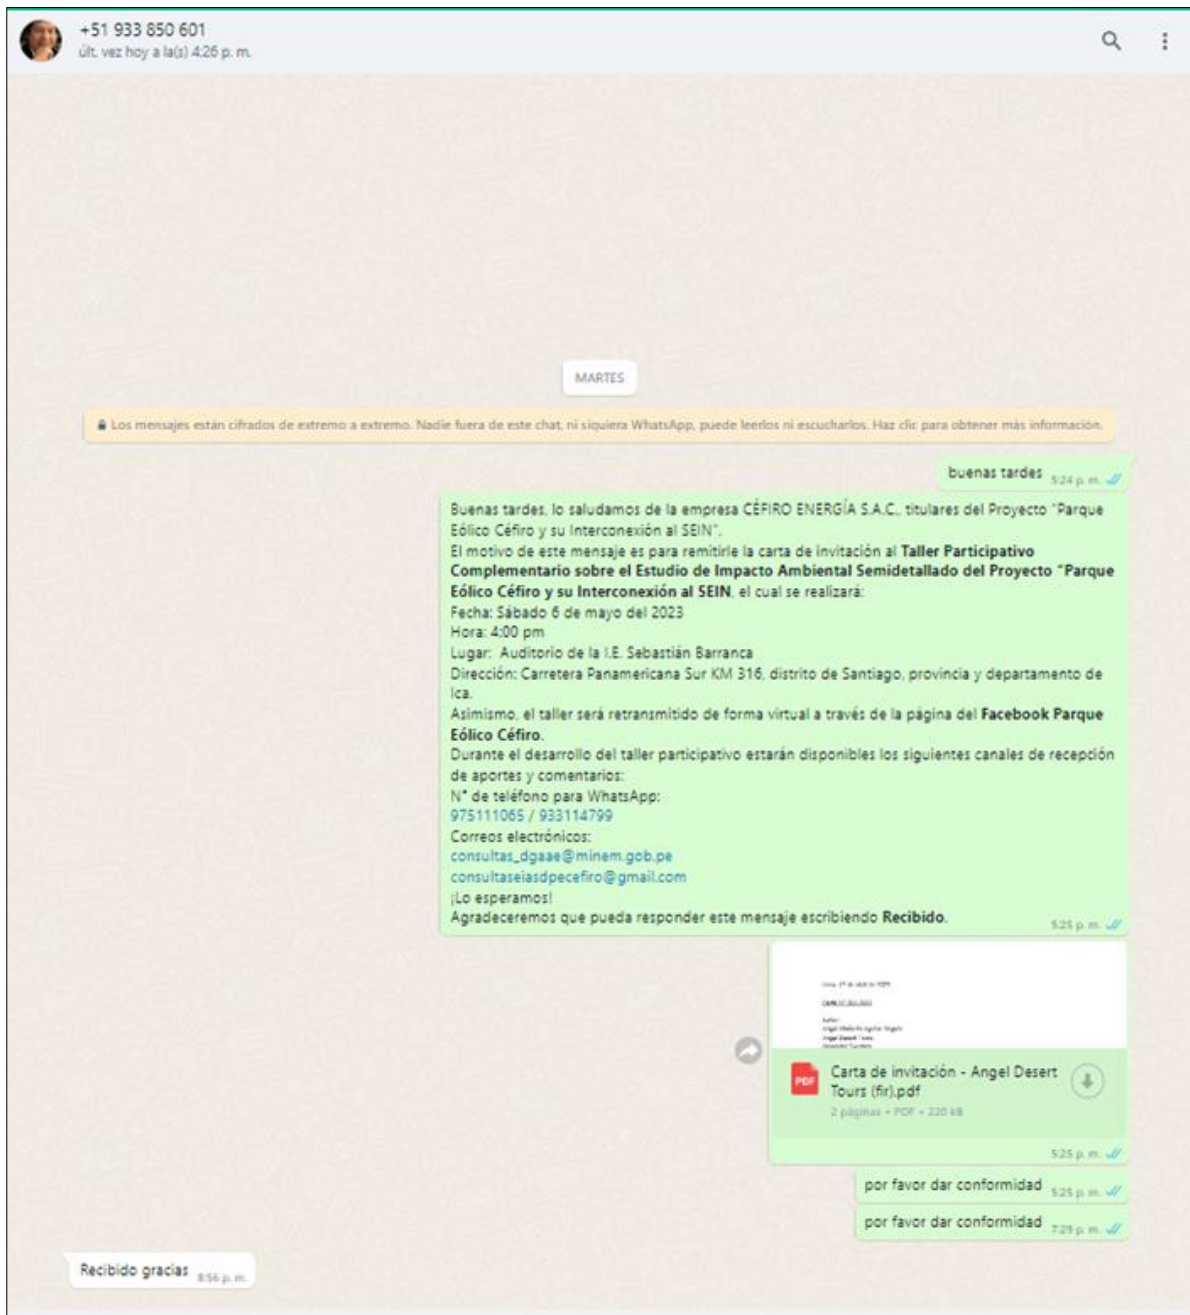 +51 933 850 601
últ. vez hoy a la(s) 4:26 p. m.
MARTES
Los mensajes están cifrados de extremo a extremo. Nadie fuera de este chat, ni siquiera WhatsApp, puede leerlos ni escucharlos. Haz clic para obtener más información.
buenas tardes 5:24 p. m.
Buenas tardes, lo saludamos de la empresa CÉFIRO ENERGÍA S.A.C., titulares del Proyecto "Parque
Eólico Céfiro y su Interconexión al SEIN".
El motivo de este mensaje es para remitirle la carta de invitación al Taller Participativo
Complementario sobre el Estudio de Impacto Ambiental Semidetallado del Proyecto "Parque
Eólico Céfiro y su Interconexión al SEIN, el cual se realizará:
Fecha: Sábado 6 de mayo del 2023
Hora: 4:00 pm
Lugar: Auditorio de la I.E. Sebastián Barranca
Dirección: Carretera Panamericana Sur KM 316, distrito de Santiago, provincia y departamento de
Ica.
Asimismo, el taller será retransmitido de forma virtual a través de la página del Facebook Parque
Eólico Céfiro.
Durante el desarrollo del taller participativo estarán disponibles los siguientes canales de recepción
de aportes y comentarios:
N° de teléfono para WhatsApp:
975111065 / 933114799
Correos electrónicos:
consultas_dgaae@minem.gob.pe
consultaseiasdpecefiro@gmail.com
¡Lo esperamos!
Agradeceremos que pueda responder este mensaje escribiendo Recibido.
5:25 p. m.
PDF
Carta de invitación - Angel Desert
Tours (fir).pdf
2 páginas • PDF • 220 kB
5:25 p. m.
por favor dar conformidad 5:25 p. m.
por favor dar conformidad 7:29 p. m.
Recibido gracias 8:56 p. m.